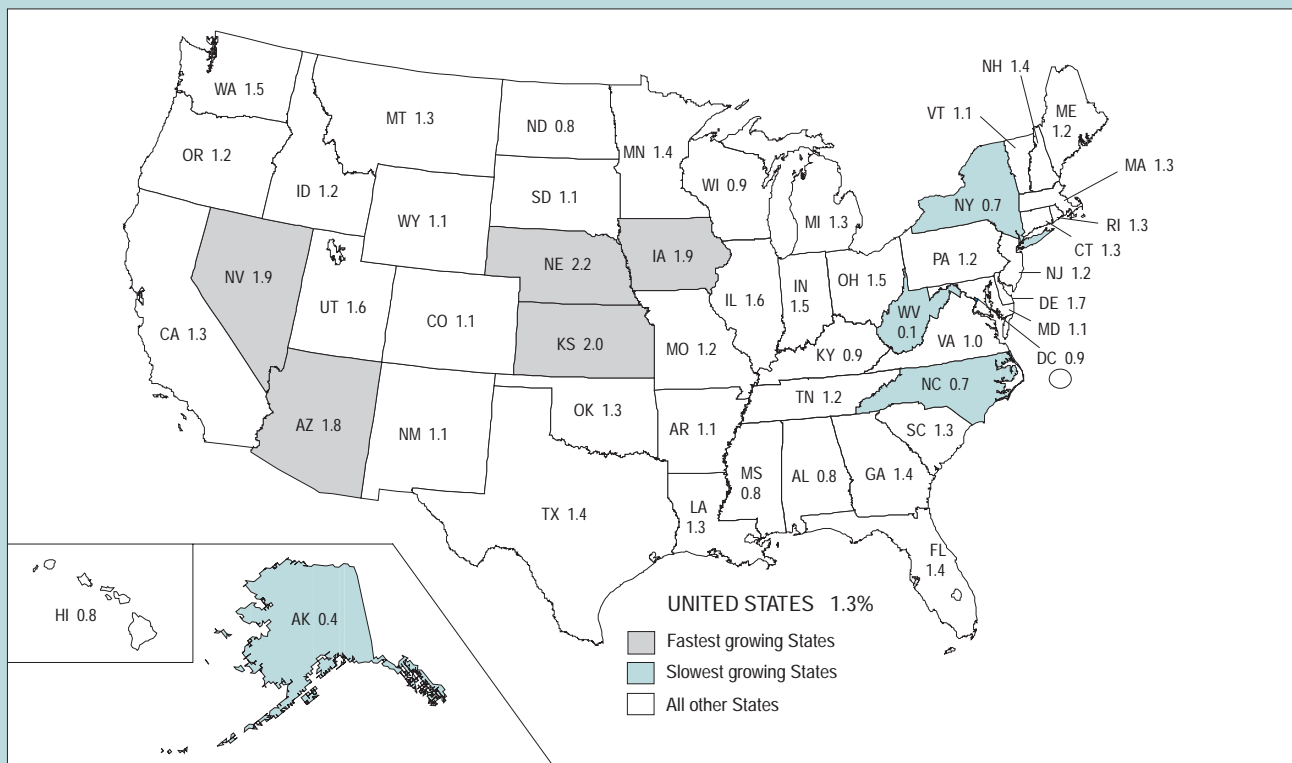 NH 1.4
WA 1.5
MT 1.3
ND 0.8
VT 1.1
ME
1.2
OR 1.2
MN 1.4
MA 1.3
ID 1.2
SD 1.1
WI 0.9
WY 1.1
MI 1.3
NY 0.7
RI 1.3
CT 1.3
NV 1.9
NE 2.2
IA 1.9
PA 1.2
NJ 1.2
UT 1.6
CO 1.1
IL 1.6
IN
1.5
OH 1.5
DE 1.7
CA 1.3
KS 2.0
MO 1.2
WV
0.1
MD 1.1
VA 1.0
DC 0.9
KY 0.9
NC 0.7
TN 1.2
AZ 1.8
NM 1.1
OK 1.3
AR 1.1
SC 1.3
MS
0.8
AL 0.8
GA 1.4
TX 1.4
LA
1.3
FL
1.4
HI 0.8
AK 0.4
UNITED STATES 1.3%
Fastest growing States
Slowest growing States
All other States